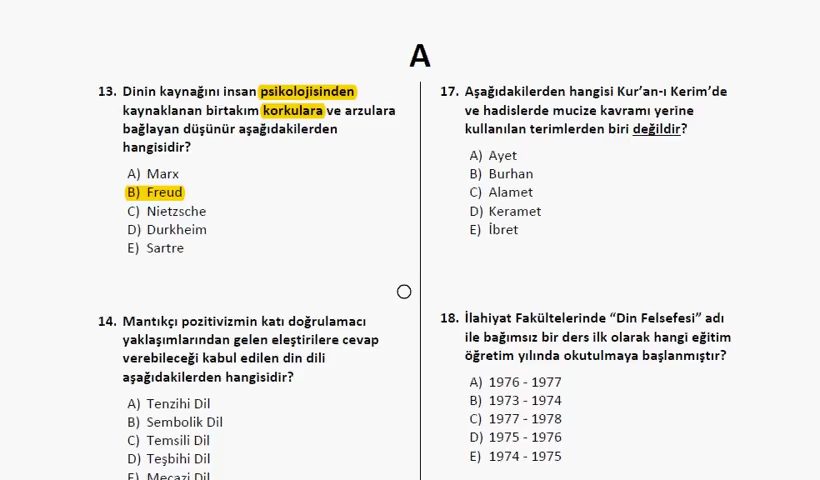 A
13. Dinin kaynağını insan psikolojisinden
kaynaklanan birtakım korkulara ve arzulara
bağlayan düşünür aşağıdakilerden
hangisidir?
A) Marx
B) Freud
C) Nietzsche
D) Durkheim
E) Sartre
14. Mantıkçı pozitivizmin katı doğrulamacı
yaklaşımlarından gelen eleştirilere cevap
verebileceği kabul edilen din dili
aşağıdakilerden hangisidir?
A) Tenzihi Dil
B) Sembolik Dil
C) Temsili Dil
D) Teşbihi Dil
E) Mecazi Dil
17. Aşağıdakilerden hangisi Kur’an-ı Kerim’de
ve hadislerde mucize kavramı yerine
kullanılan terimlerden biri değildir?
A) Ayet
B) Burhan
C) Alamet
D) Keramet
E) İbret
18. İlahiyat Fakültelerinde “Din Felsefesi” adı
ile bağımsız bir ders ilk olarak hangi eğitim
öğretim yılında okutulmaya başlanmıştır?
A) 1976 - 1977
B) 1973 - 1974
C) 1977 - 1978
D) 1975 - 1976
E) 1974 - 1975